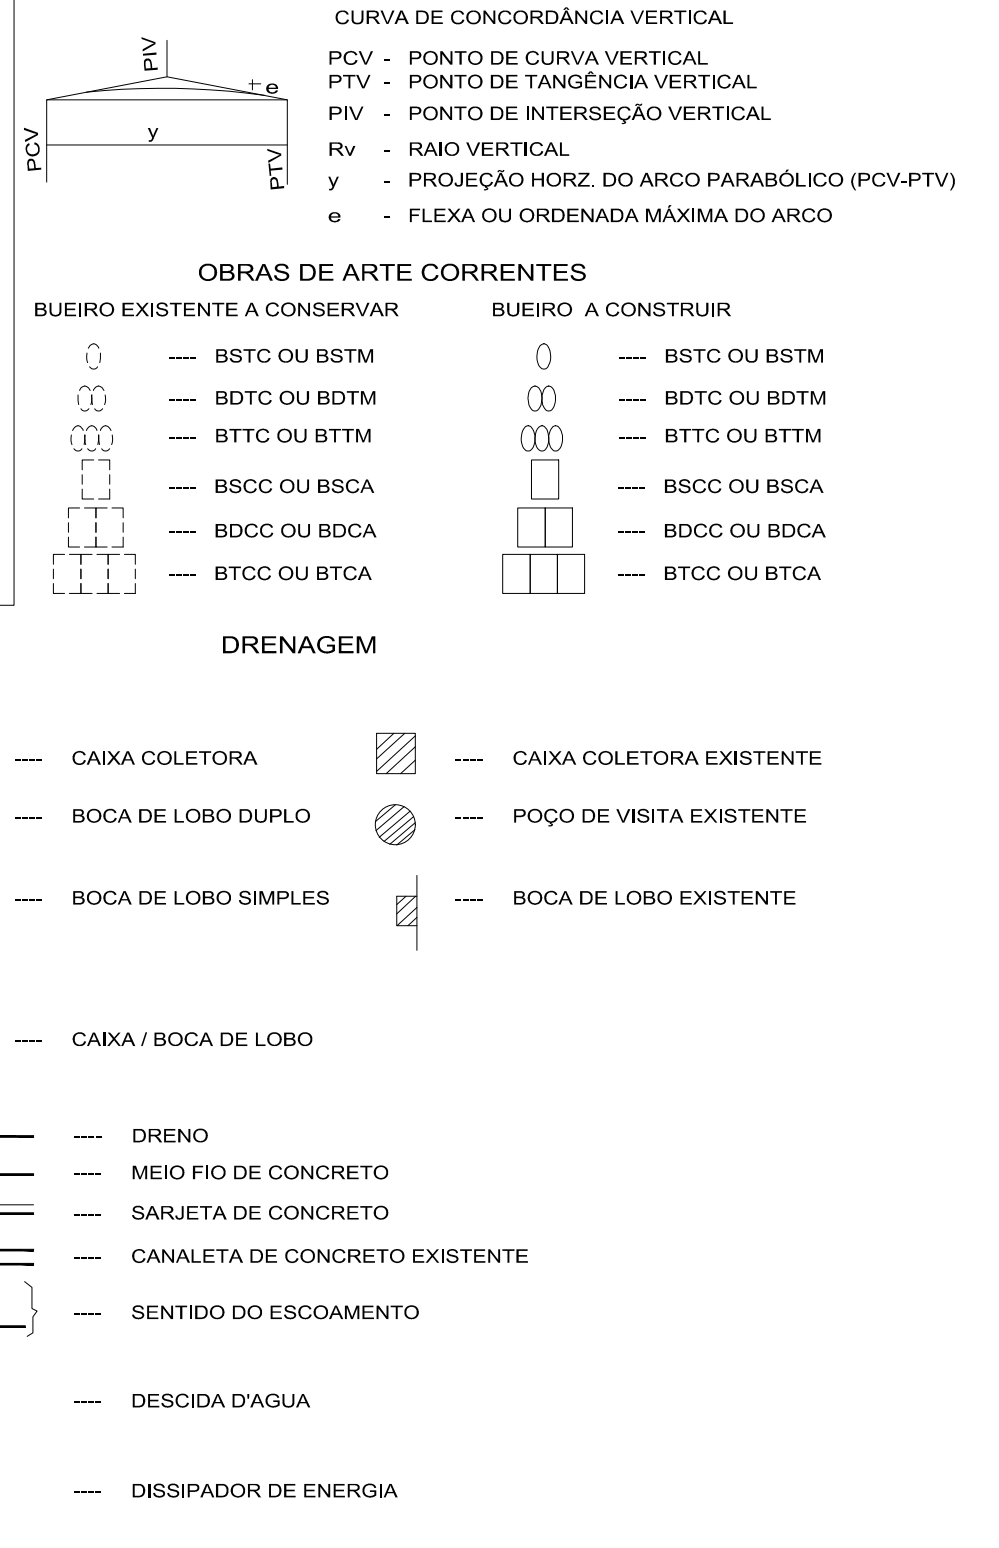 CURVA DE CONCORDÂNCIA VERTICAL
PIV
e
y
PCV
PTV
PCV - PONTO DE CURVA VERTICAL
PTV - PONTO DE TANGÊNCIA VERTICAL
PIV - PONTO DE INTERSEÇÃO VERTICAL
Rv - RAIO VERTICAL
y - PROJEÇÃO HORZ. DO ARCO PARABÓLICO (PCV-PTV)
e - FLEXA OU ORDENADA MÁXIMA DO ARCO
OBRAS DE ARTE CORRENTES
BUEIRO EXISTENTE A CONSERVAR
---- BSTC OU BSTM
---- BDTC OU BDTM
---- BTTC OU BTTM
---- BSCC OU BSCA
---- BDCC OU BDCA
---- BTCC OU BTCA
BUEIRO A CONSTRUIR
---- BSTC OU BSTM
---- BDTC OU BDTM
---- BTTC OU BTTM
---- BSCC OU BSCA
---- BDCC OU BDCA
---- BTCC OU BTCA
DRENAGEM
---- CAIXA COLETORA
---- BOCA DE LOBO DUPLO
---- BOCA DE LOBO SIMPLES
---- CAIXA / BOCA DE LOBO
---- CAIXA COLETORA EXISTENTE
---- POÇO DE VISITA EXISTENTE
---- BOCA DE LOBO EXISTENTE
---- DRENO
---- MEIO FIO DE CONCRETO
---- SARJETA DE CONCRETO
---- CANALETA DE CONCRETO EXISTENTE
---- SENTIDO DO ESCOAMENTO
---- DESCIDA D'AGUA
---- DISSIPADOR DE ENERGIA